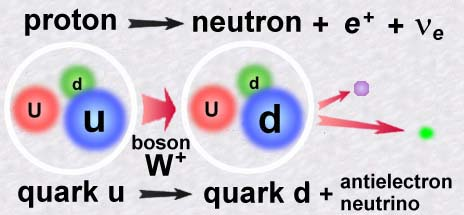 proton → neutron + e⁺ + νₑ
U d u U d d
boson
W⁺
quark u → quark d + antielectron
neutrino